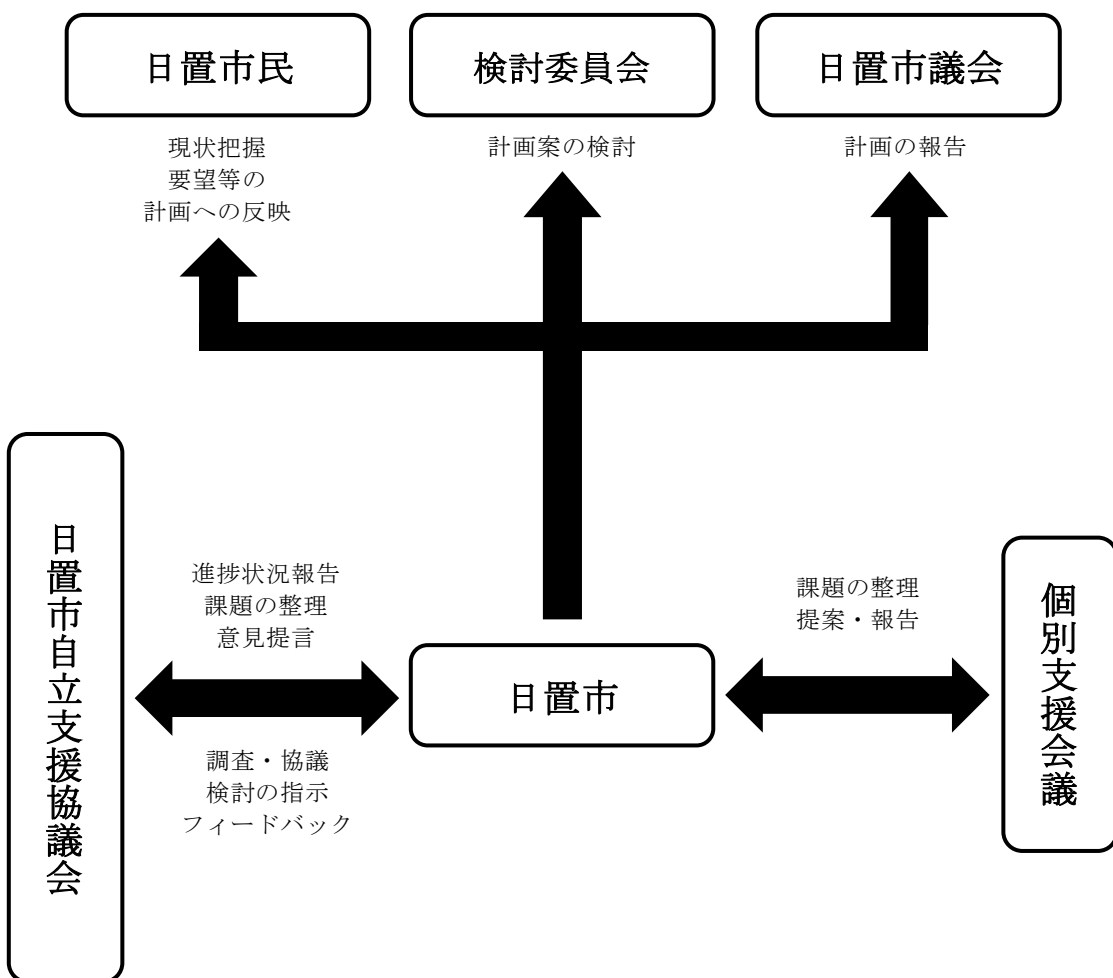 日置市民
検討委員会
日置市議会
現状把握
要望等の
計画への反映
計画案の検討
計画の報告
日置市自立支援協議会
進捗状況報告
課題の整理
意見提言
調査・協議
検討の指示
フィードバック
日置市
課題の整理
提案・報告
個別支援会議